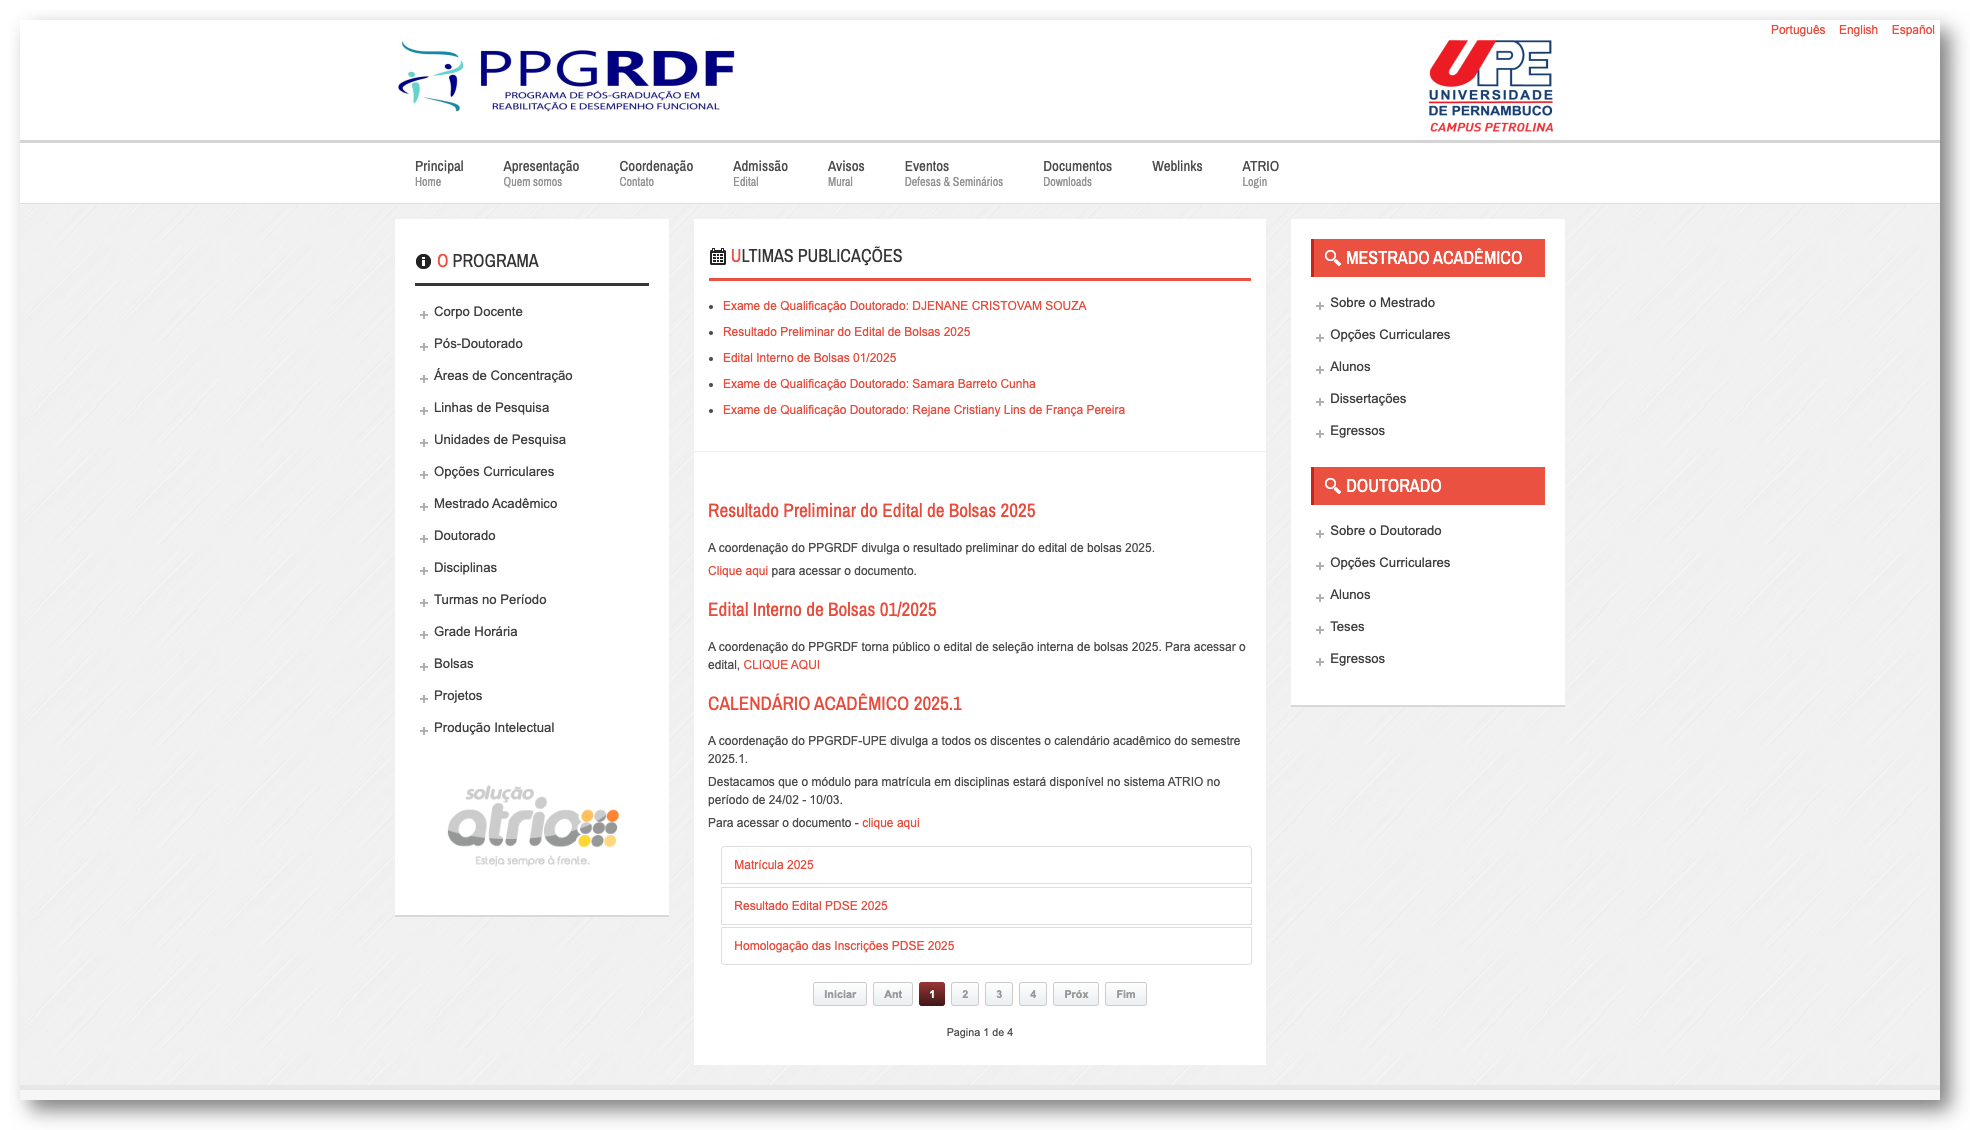 Português English Español
PPGRDF
PROGRAMA DE PÓS-GRADUAÇÃO EM
REABILITAÇÃO E DESEMPENHO FUNCIONAL
UPE
UNIVERSIDADE
DE PERNAMBUCO
CAMPUS PETROLINA
Principal
Home
Apresentação
Quem somos
Coordenação
Contato
Admissão
Edital
Avisos
Mural
Eventos
Defesas & Seminários
Documentos
Downloads
Weblinks
ATRIO
Login
O PROGRAMA
Corpo Docente
Pós-Doutorado
Áreas de Concentração
Linhas de Pesquisa
Unidades de Pesquisa
Opções Curriculares
Mestrado Acadêmico
Doutorado
Disciplinas
Turmas no Período
Grade Horária
Bolsas
Projetos
Produção Intelectual
solução
atrio
Esteja sempre à frente.
ULTIMAS PUBLICAÇÕES
Exame de Qualificação Doutorado: DJENANE CRISTOVAM SOUZA
Resultado Preliminar do Edital de Bolsas 2025
Edital Interno de Bolsas 01/2025
Exame de Qualificação Doutorado: Samara Barreto Cunha
Exame de Qualificação Doutorado: Rejane Cristiany Lins de França Pereira
Resultado Preliminar do Edital de Bolsas 2025
A coordenação do PPGRDF divulga o resultado preliminar do edital de bolsas 2025.
Clique aqui para acessar o documento.
Edital Interno de Bolsas 01/2025
A coordenação do PPGRDF torna público o edital de seleção interna de bolsas 2025. Para acessar o
edital, CLIQUE AQUI
CALENDÁRIO ACADÊMICO 2025.1
A coordenação do PPGRDF-UPE divulga a todos os discentes o calendário acadêmico do semestre
2025.1.
Destacamos que o módulo para matrícula em disciplinas estará disponível no sistema ATRIO no
período de 24/02 - 10/03.
Para acessar o documento - clique aqui
Matrícula 2025
Resultado Edital PDSE 2025
Homologação das Inscrições PDSE 2025
Iniciar Ant 1 2 3 4 Próx Fim
Pagina 1 de 4
MESTRADO ACADÊMICO
Sobre o Mestrado
Opções Curriculares
Alunos
Dissertações
Egressos
DOUTORADO
Sobre o Doutorado
Opções Curriculares
Alunos
Teses
Egressos